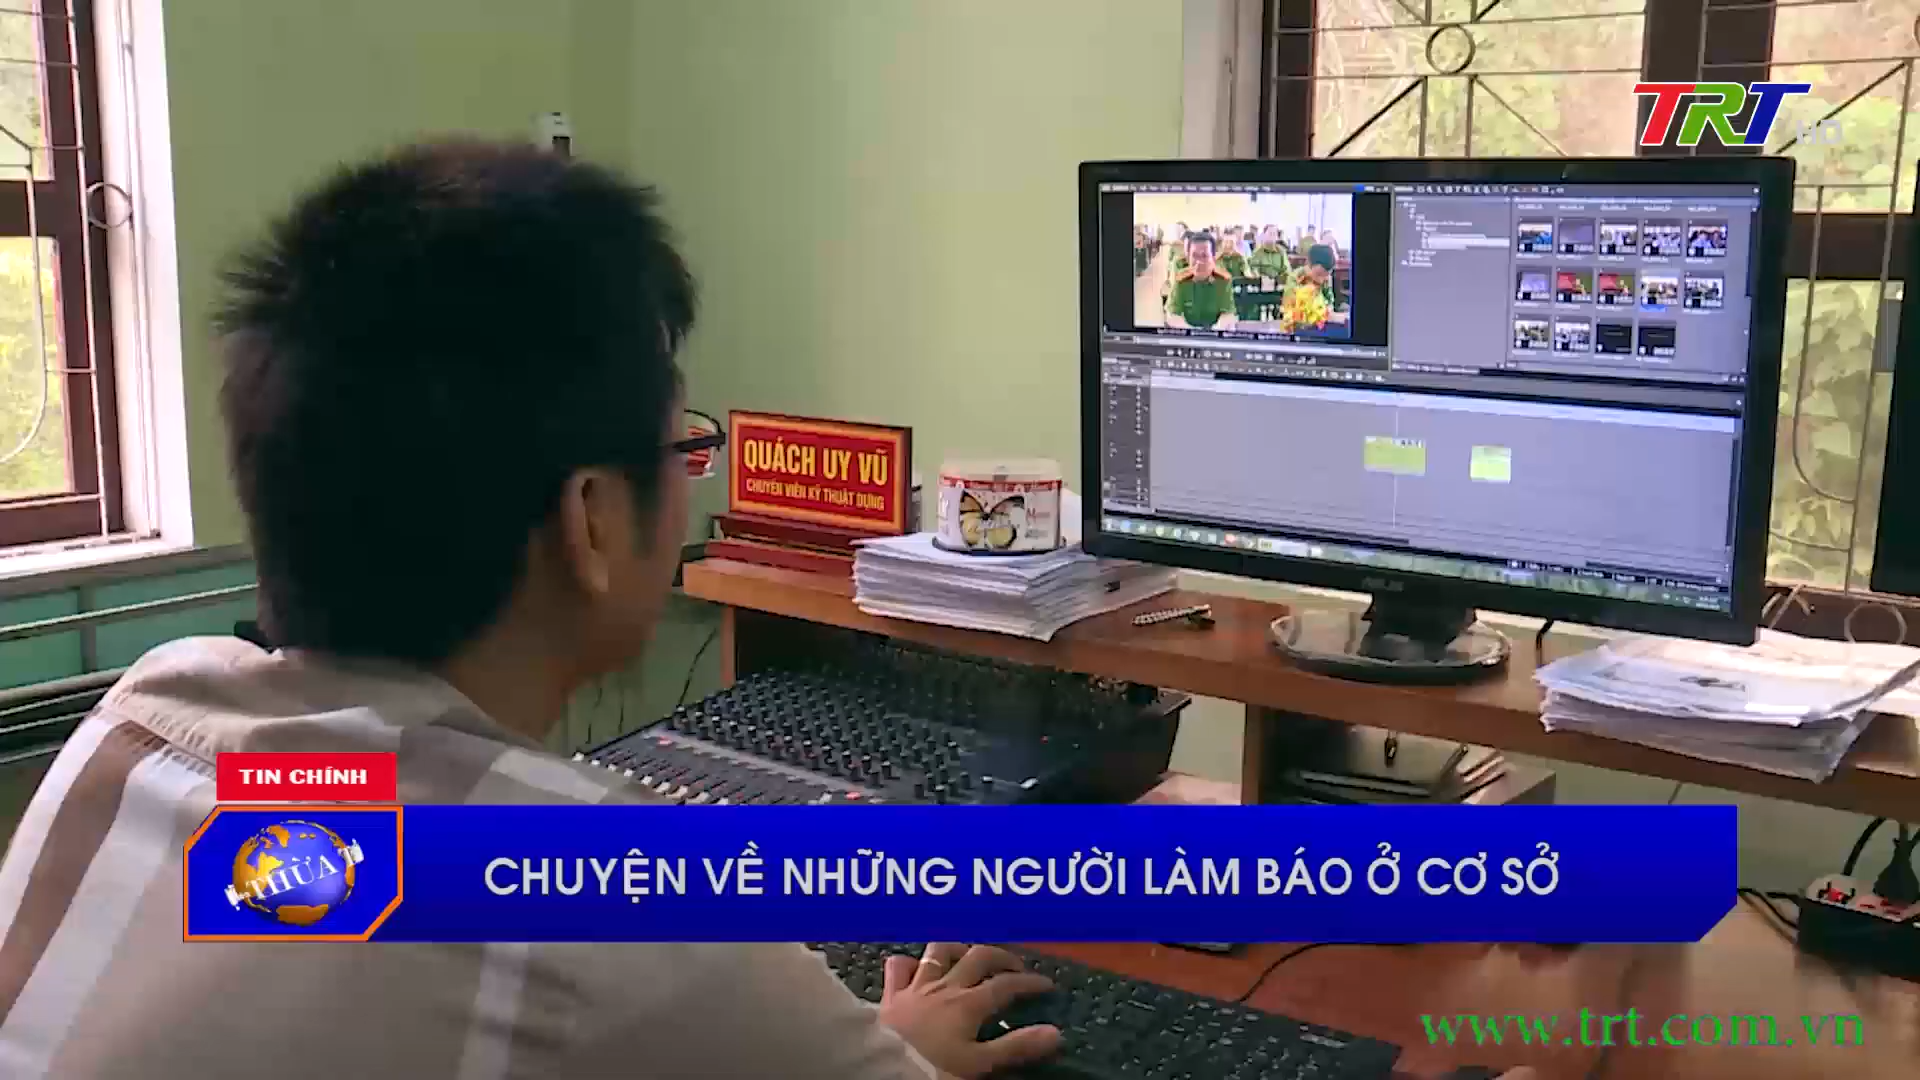 TRT HD
QUÁCH UY VŨ
CHUYÊN VIÊN KỸ THUẬT DỰNG
TIN CHÍNH
THỪA T
CHUYỆN VỀ NHỮNG NGƯỜI LÀM BÁO Ở CƠ SỞ
www.trt.com.vn